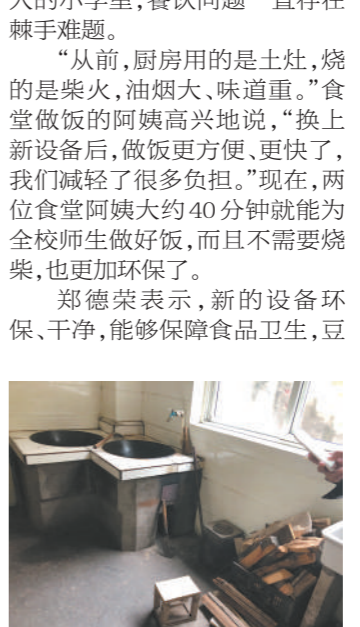 的小学里，餐饮问题一直存在
棘手难题。
“从前，厨房用的是土灶，烧
的是柴火，油烟大、味道重。”食
堂做饭的阿姨高兴地说，“换上
新设备后，做饭更方便、更快了，
我们减轻了很多负担。”现在，两
位食堂阿姨大约40分钟就能为
全校师生做好饭，而且不需要烧
柴，也更加环保了。
郑德荣表示，新的设备环
保、干净，能够保障食品卫生，豆